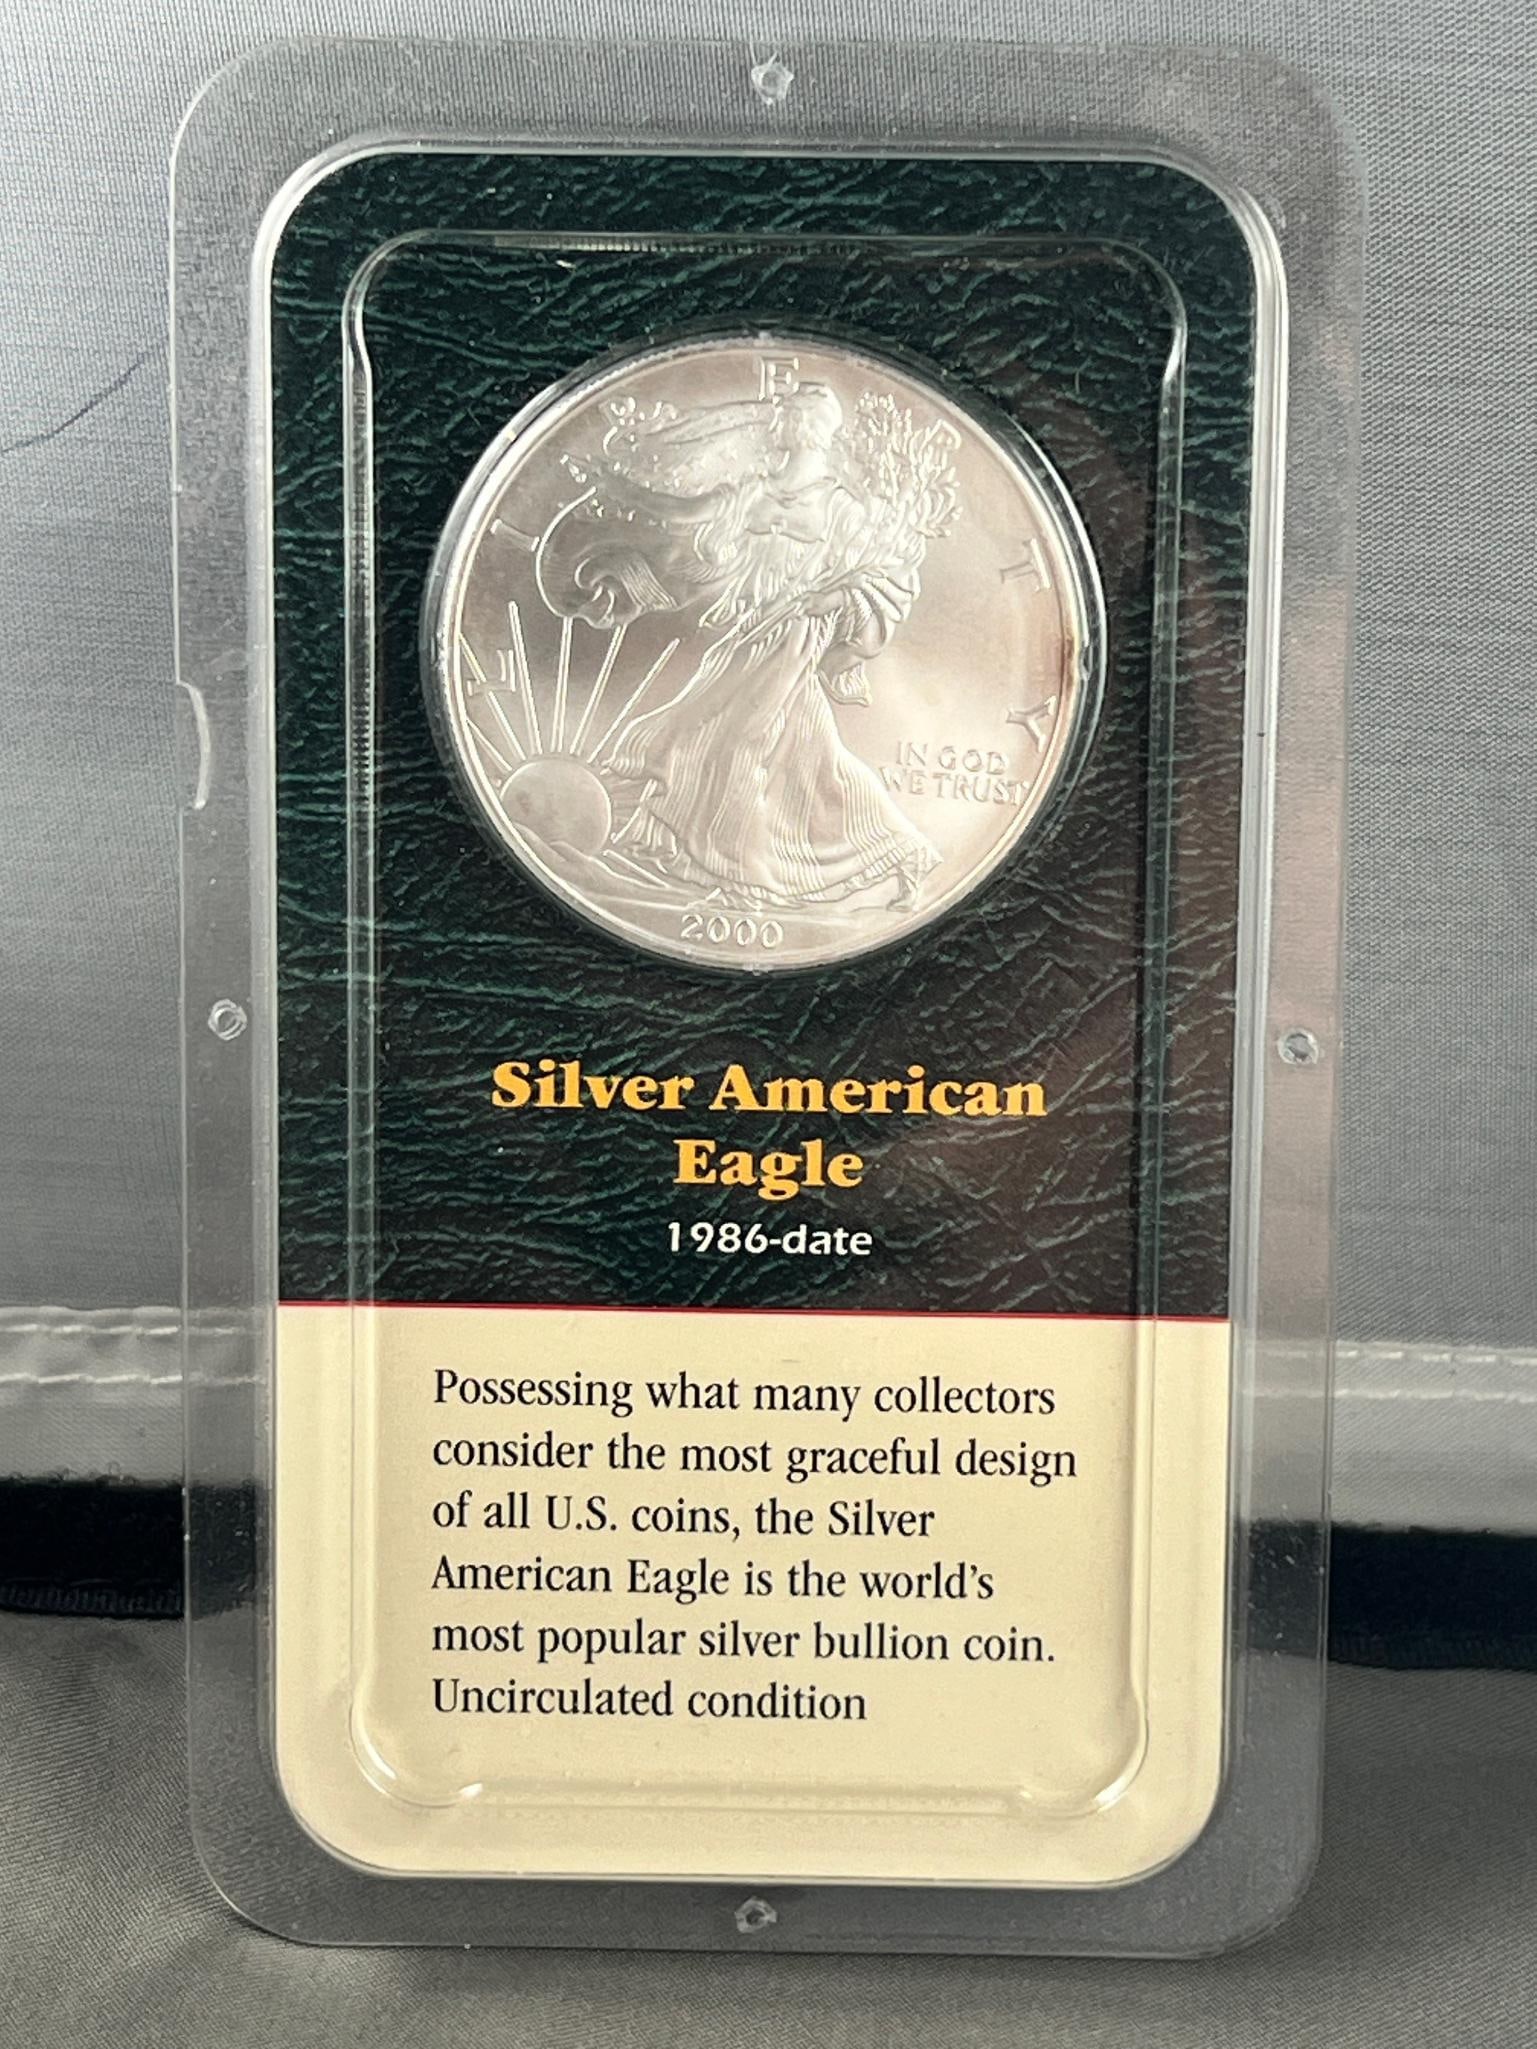 LIBERTY
IN GOD
WE TRUST
2000
Silver American
Eagle
1986-date
Possessing what many collectors
consider the most graceful design
of all U.S. coins, the Silver
American Eagle is the world's
most popular silver bullion coin.
Uncirculated condition